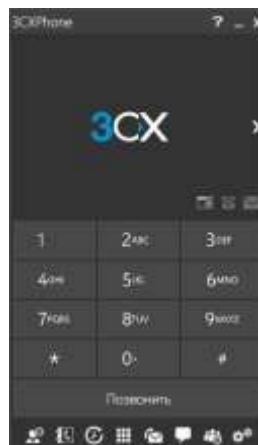 3CXPhone ? _
3CX
1 2ABC 3DEF
4GHI 5JKL 6MNO
7PQRS 8TUV 9WXYZ
* 0+ #
Позвонить